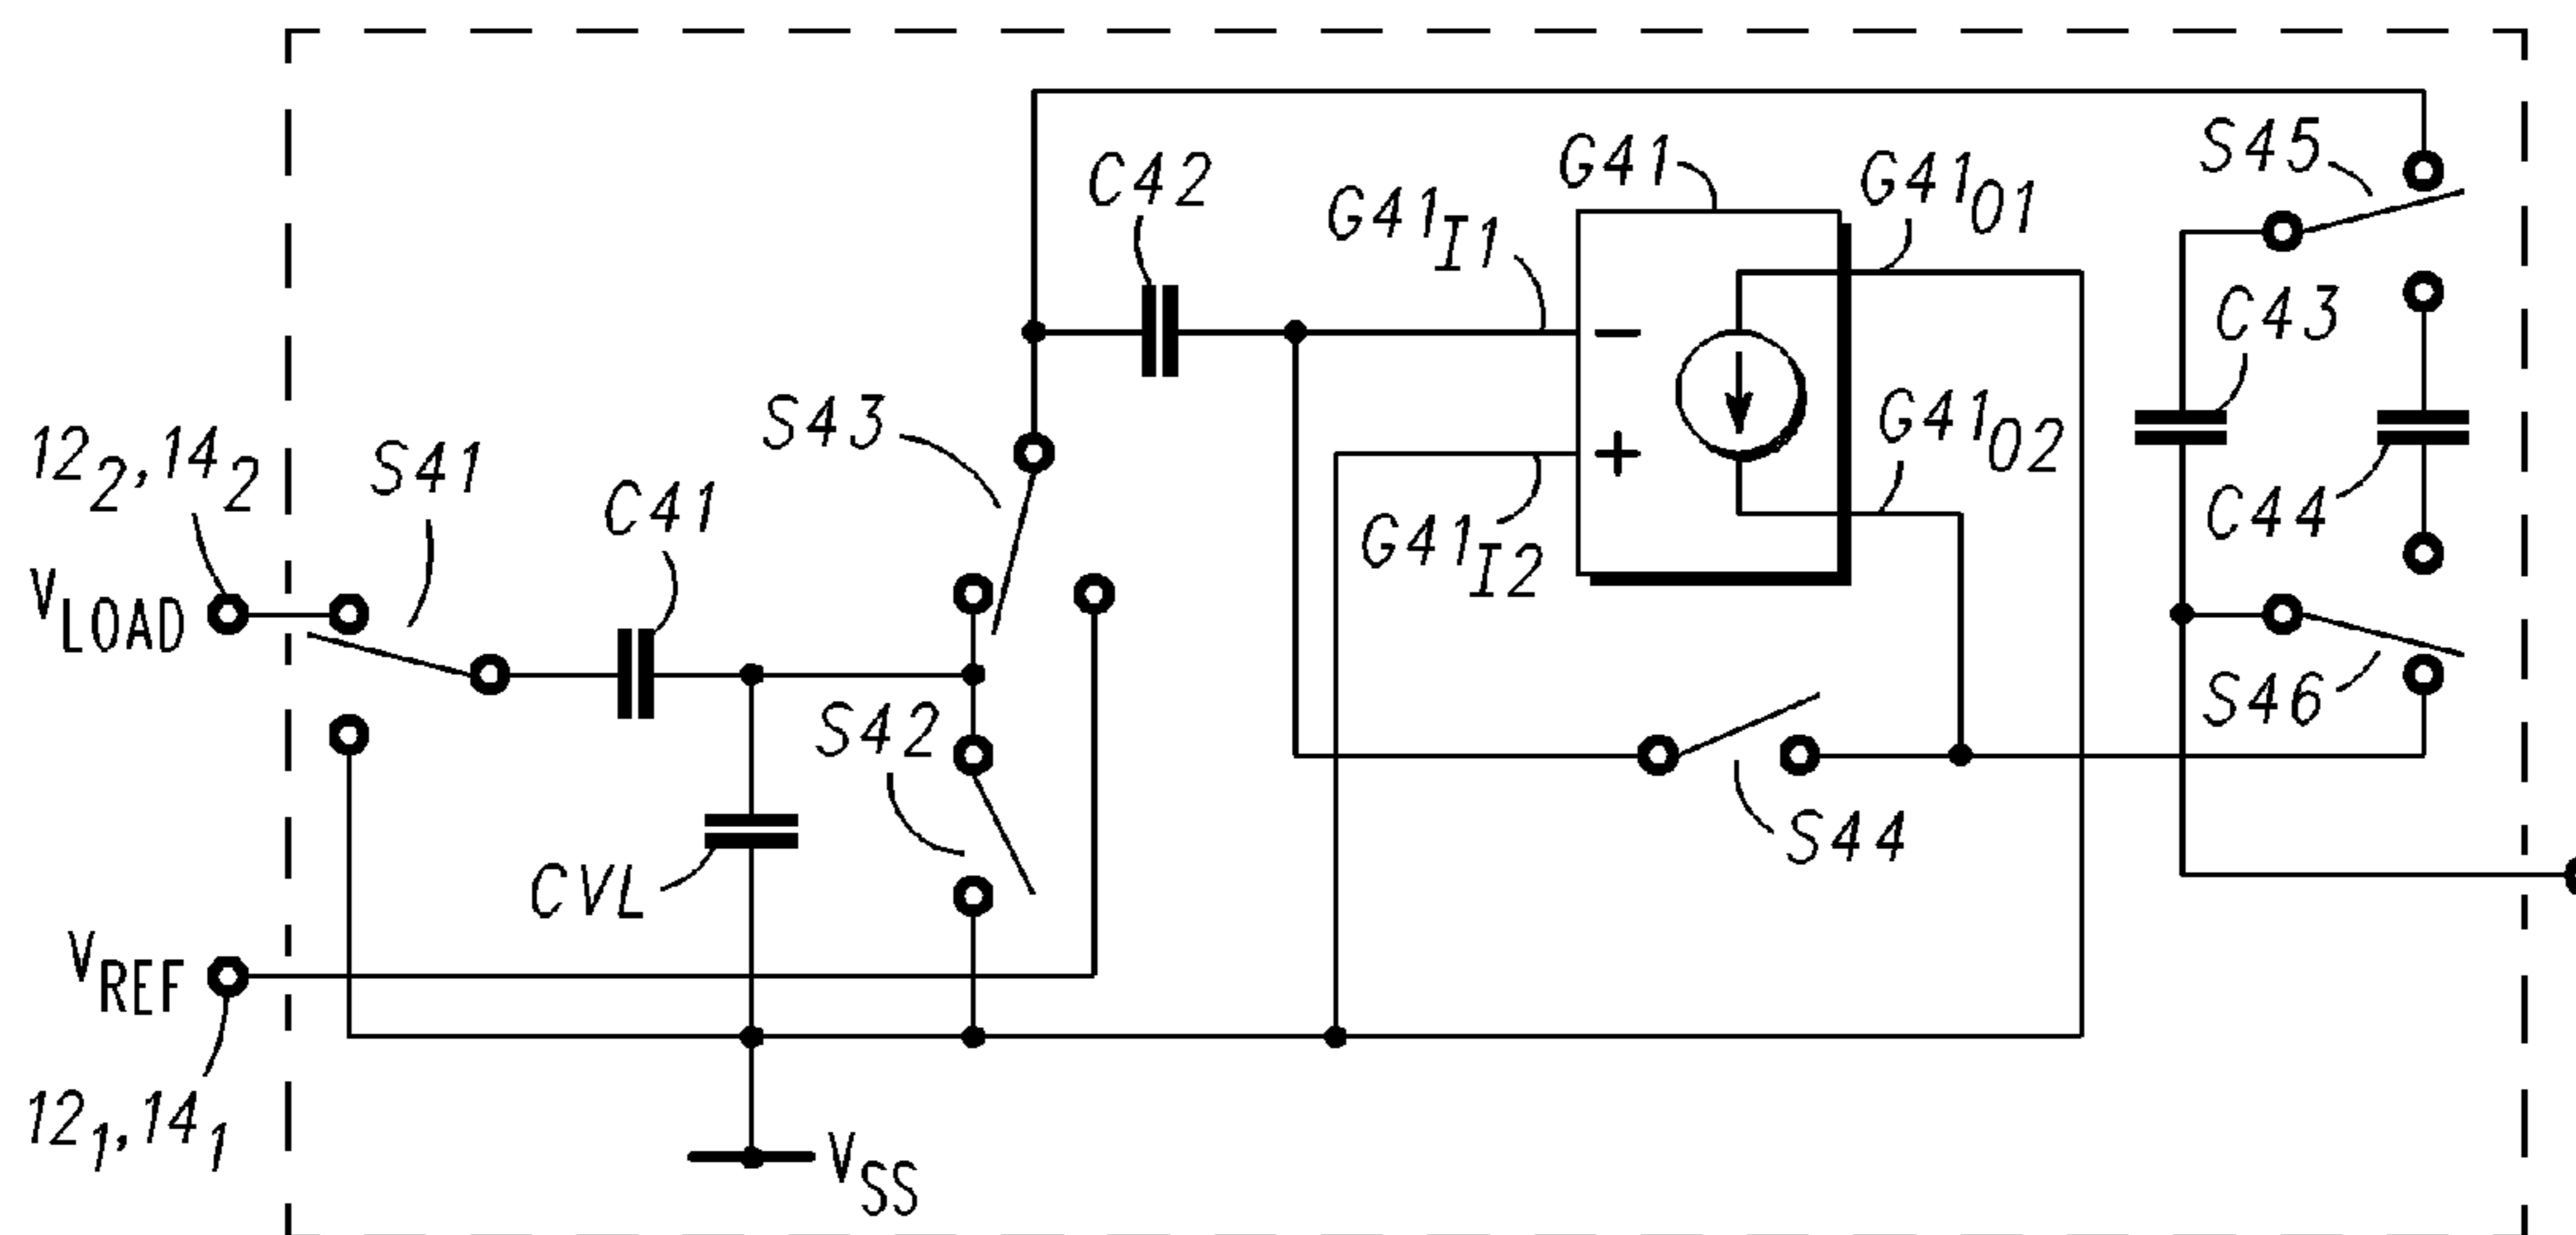 S45
C42
G41
G41O1
G41I1
C43
S43
G41O2
12₂,14₂
S41
C41
C44
G41I2
VLOAD
S42
S46
S44
CVL
VREF
12₁,14₁
VSS
−
+